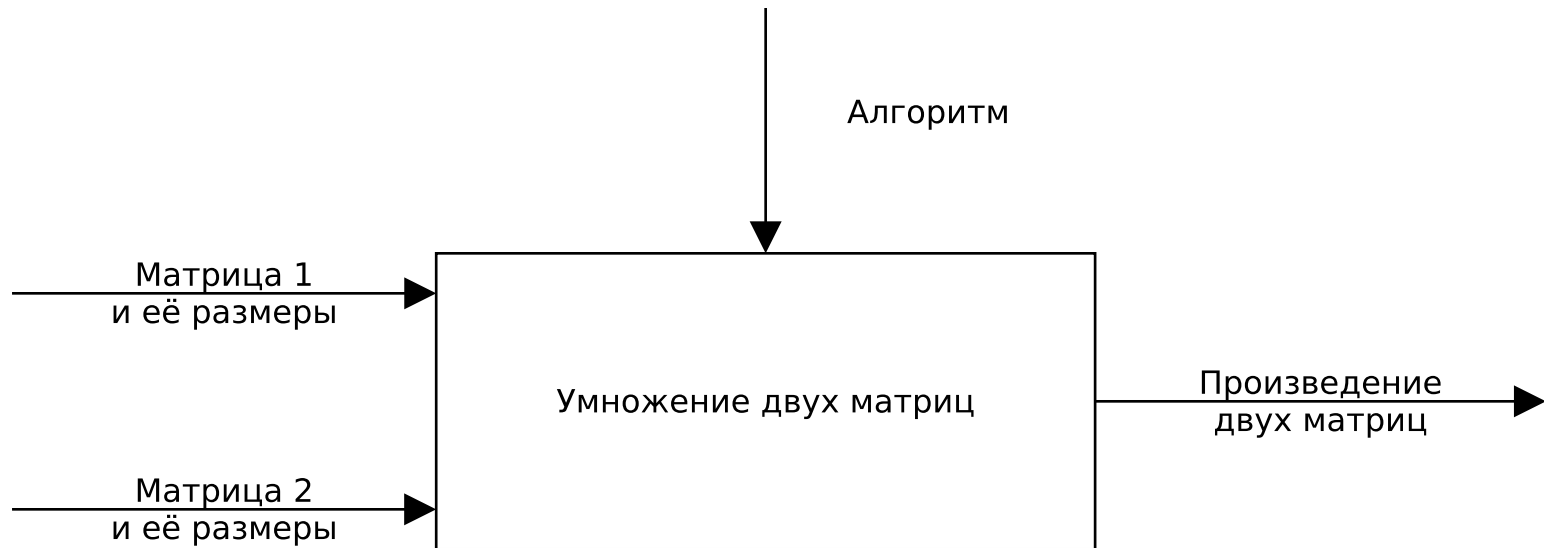 Алгоритм
Матрица 1
и её размеры
Умножение двух матриц
Произведение
двух матриц
Матрица 2
и её размеры